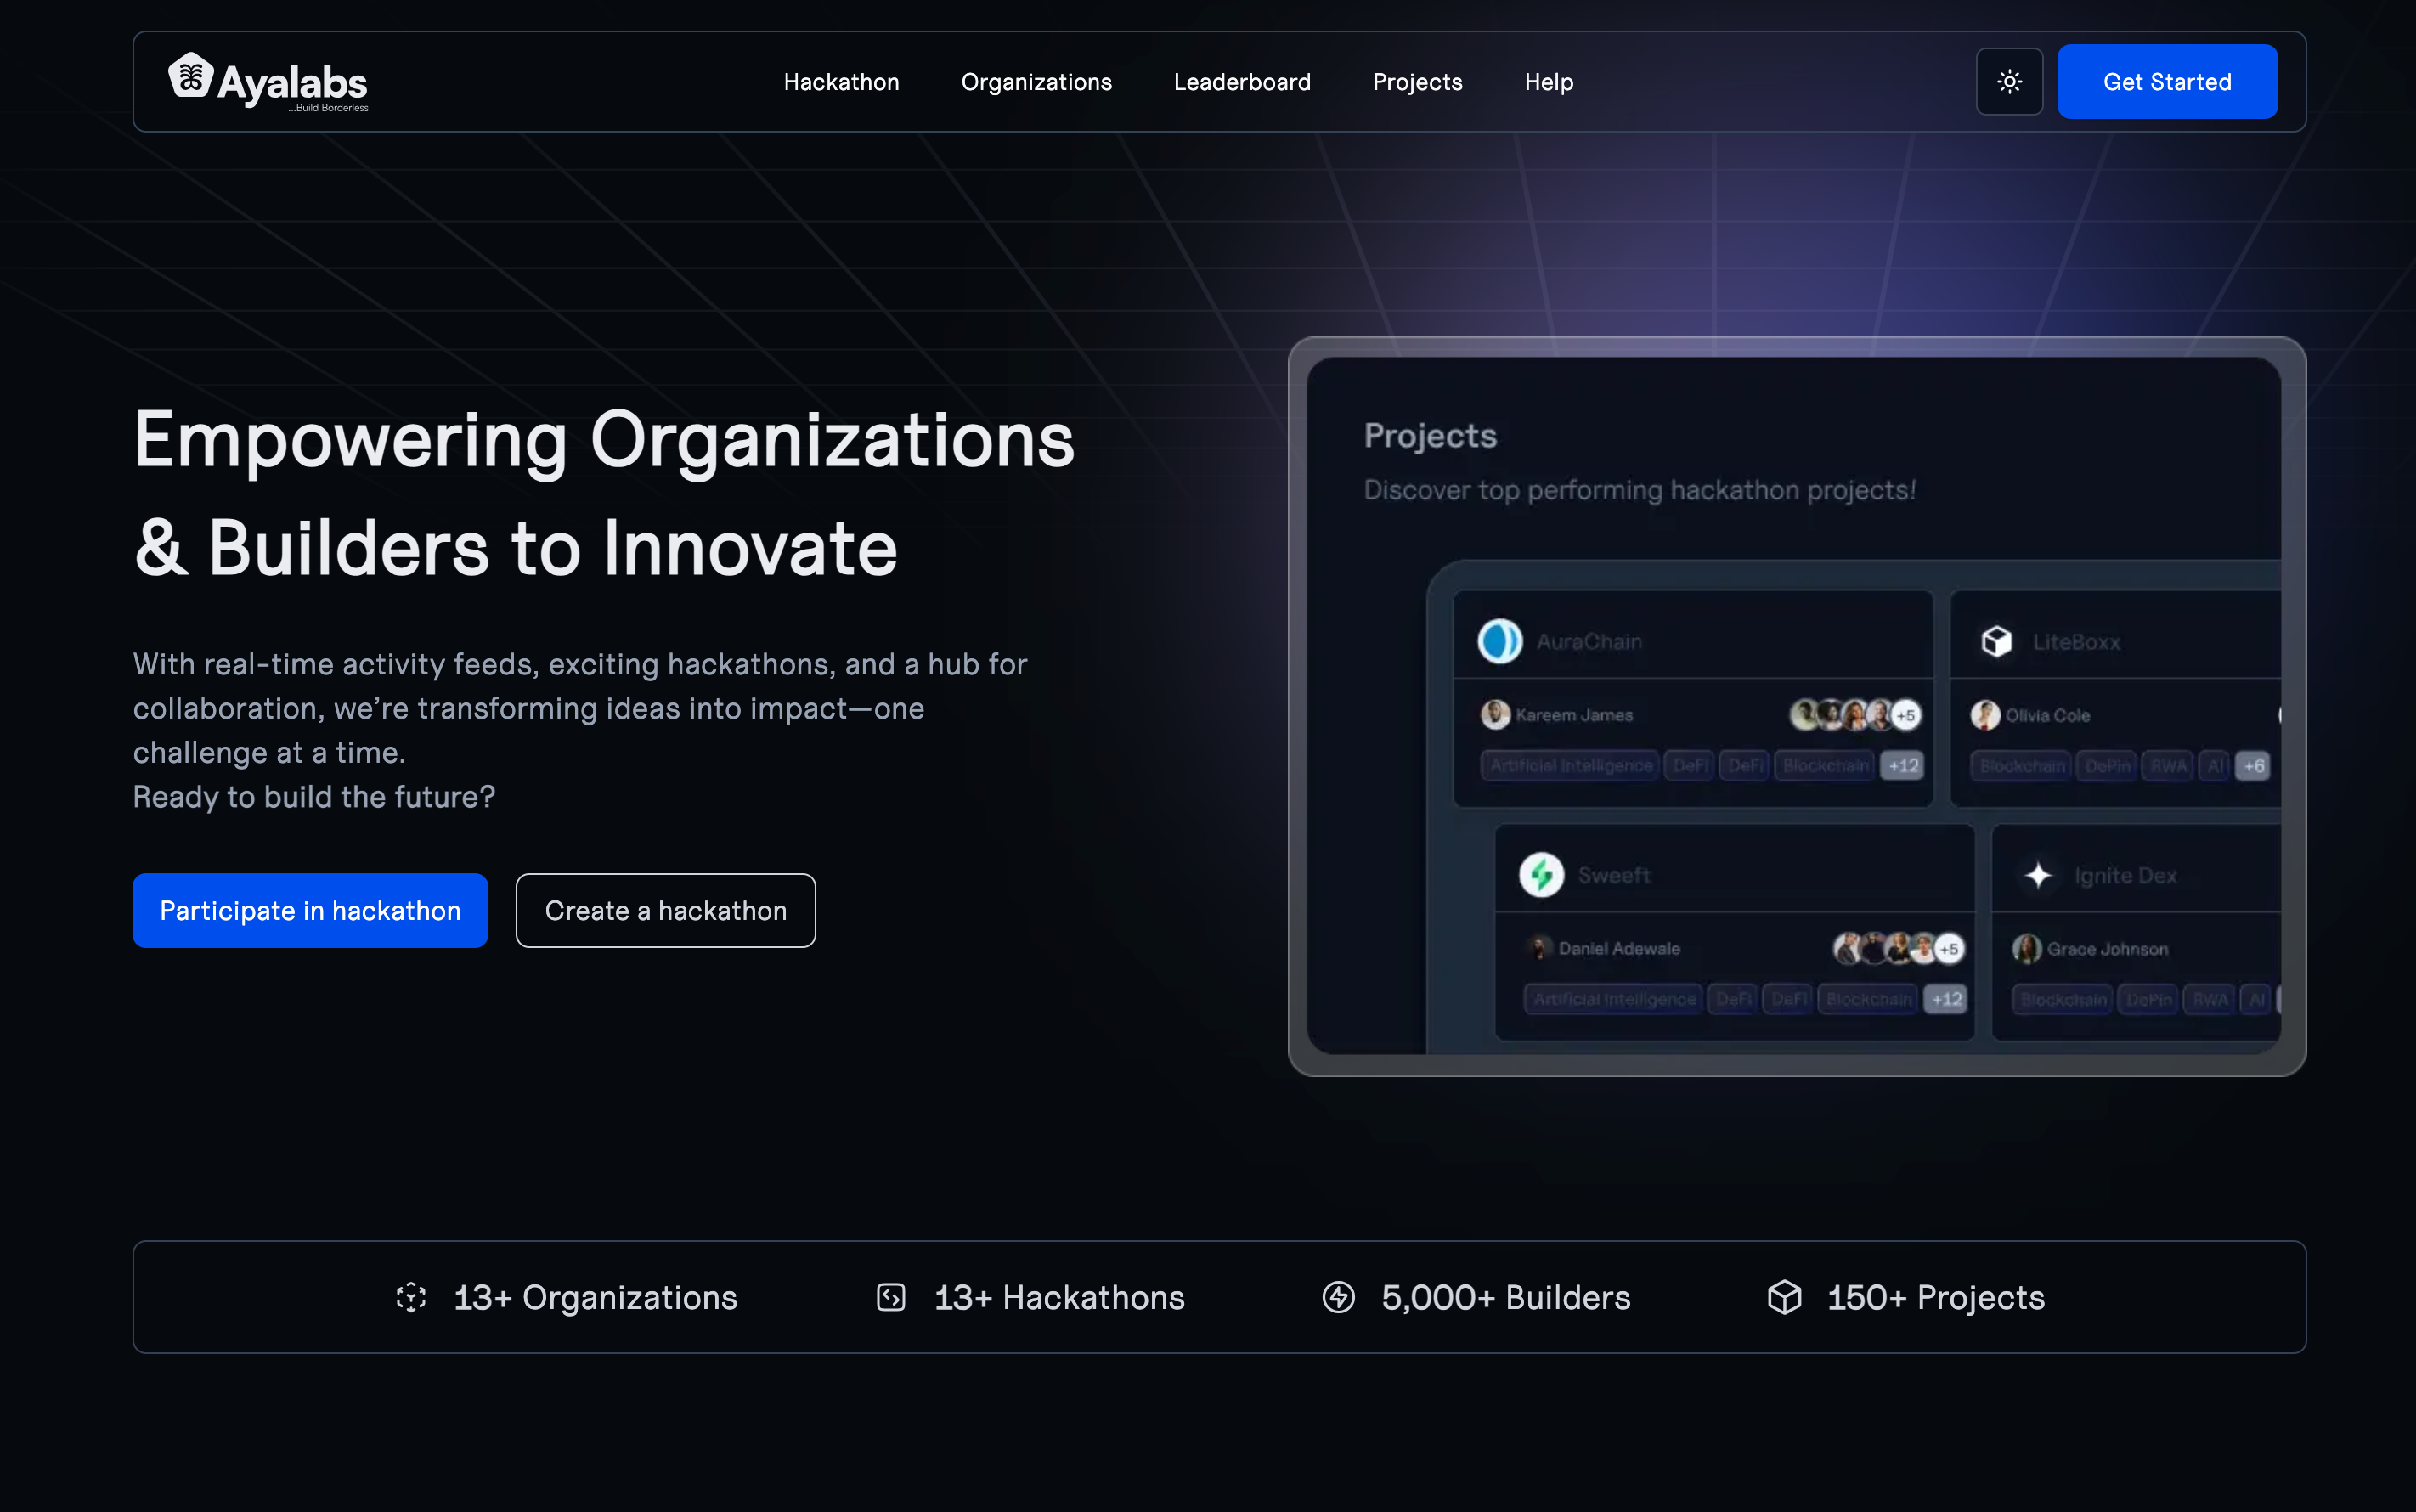 Ayalabs
...Build Borderless
Hackathon
Organizations
Leaderboard
Projects
Help
Get Started
Empowering Organizations
& Builders to Innovate
With real-time activity feeds, exciting hackathons, and a hub for
collaboration, we’re transforming ideas into impact—one
challenge at a time.
Ready to build the future?
Participate in hackathon
Create a hackathon
Projects
Discover top performing hackathon projects!
AuraChain
Kareem James
+5
Artificial Intelligence DeFi DeFi Blockchain +12
LiteBoxx
Olivia Cole
Blockchain DePin RWA AI +6
Sweeft
Daniel Adewale
+5
Artificial Intelligence DeFi DeFi Blockchain +12
Ignite Dex
Grace Johnson
Blockchain DePin RWA AI
13+ Organizations
13+ Hackathons
5,000+ Builders
150+ Projects